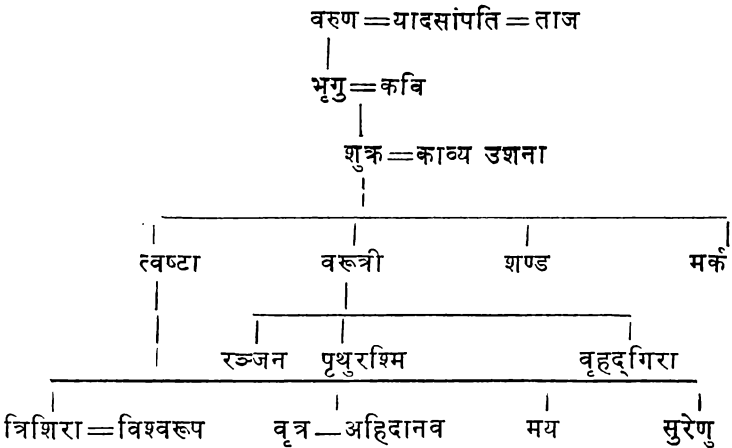 वरुण = यादसांपति = ताज
भृगु = कवि
शुक्र = काव्य उशना
त्वष्टा वरूत्री शण्ड मर्क
रञ्जन पृथुरश्मि वृहद्गिरा
त्रिशिरा = विश्वरूप वृत्र — अहिदानव मय सुरेणु